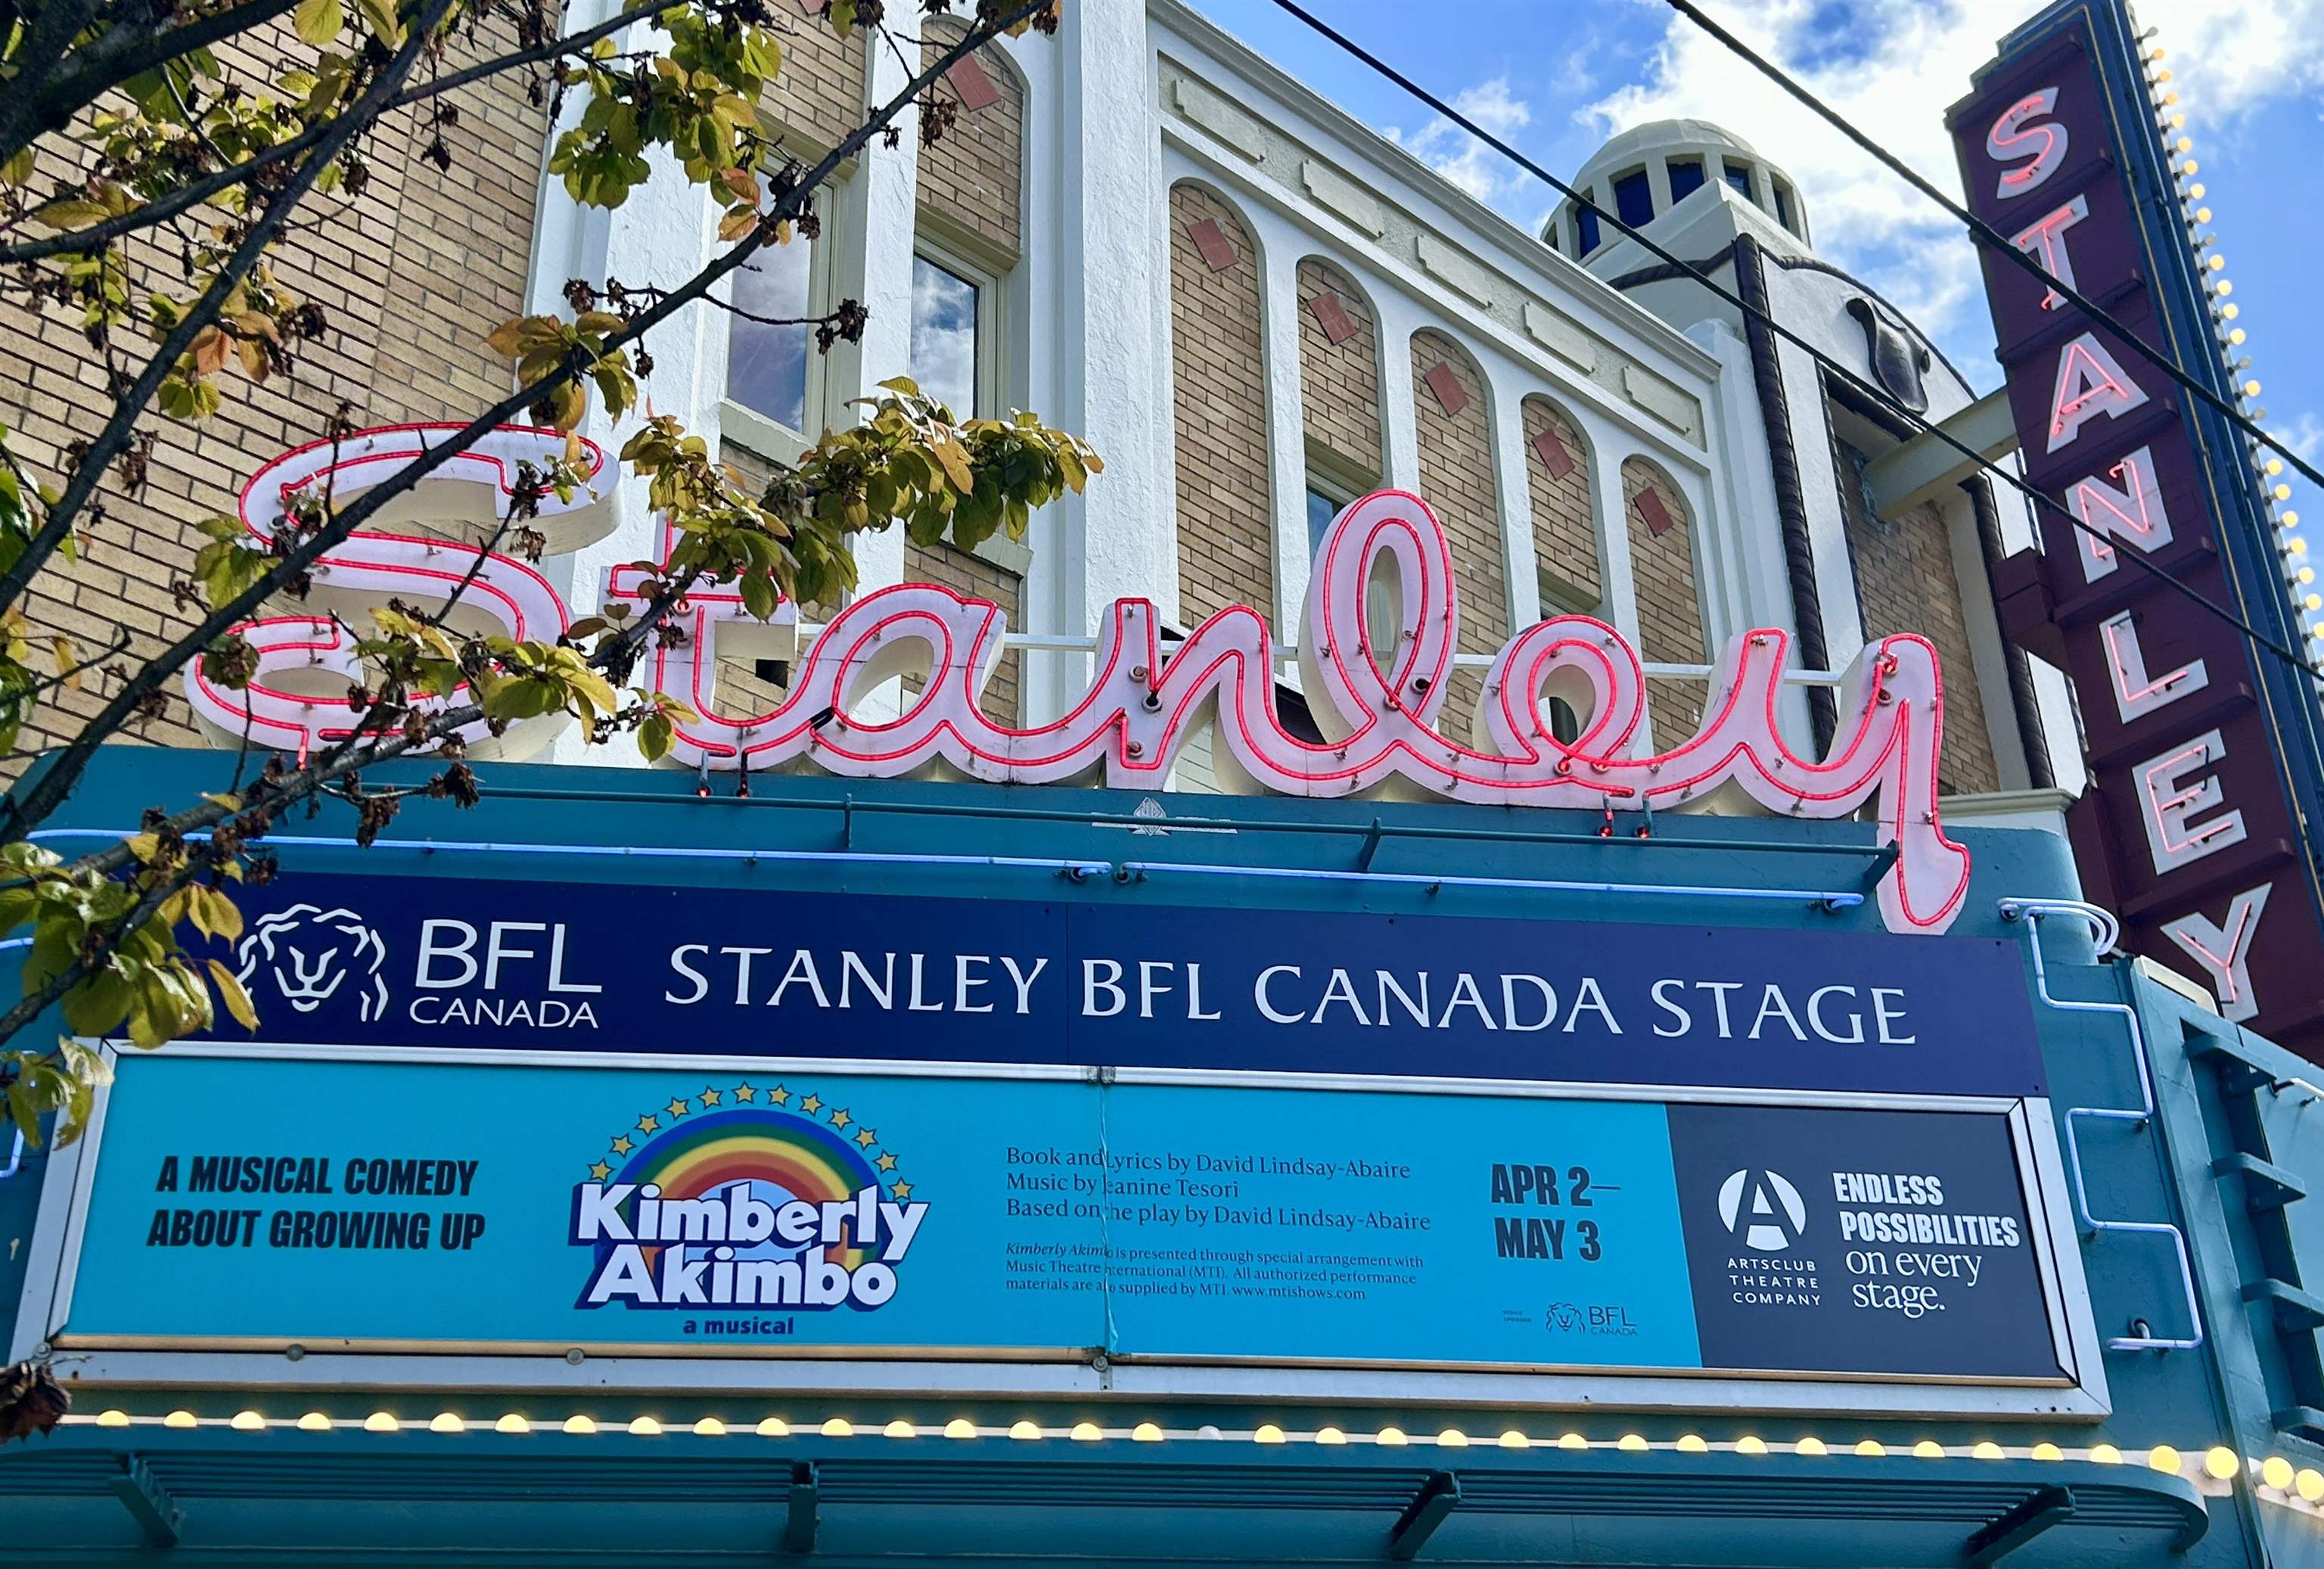 STANLEY
Stanley
BFL
CANADA
STANLEY BFL CANADA STAGE
A MUSICAL COMEDY
ABOUT GROWING UP
Kimberly
Akimbo
a musical
Book and Lyrics by David Lindsay-Abaire
Music by Jeanine Tesori
Based on the play by David Lindsay-Abaire
Kimberly Akimbo is presented through special arrangement with
Music Theatre International (MTI). All authorized performance
materials are also supplied by MTI. www.mtishows.com
APR 2—
MAY 3
BFL
CANADA
A
ARTSCLUB
THEATRE
COMPANY
ENDLESS
POSSIBILITIES
on every
stage.